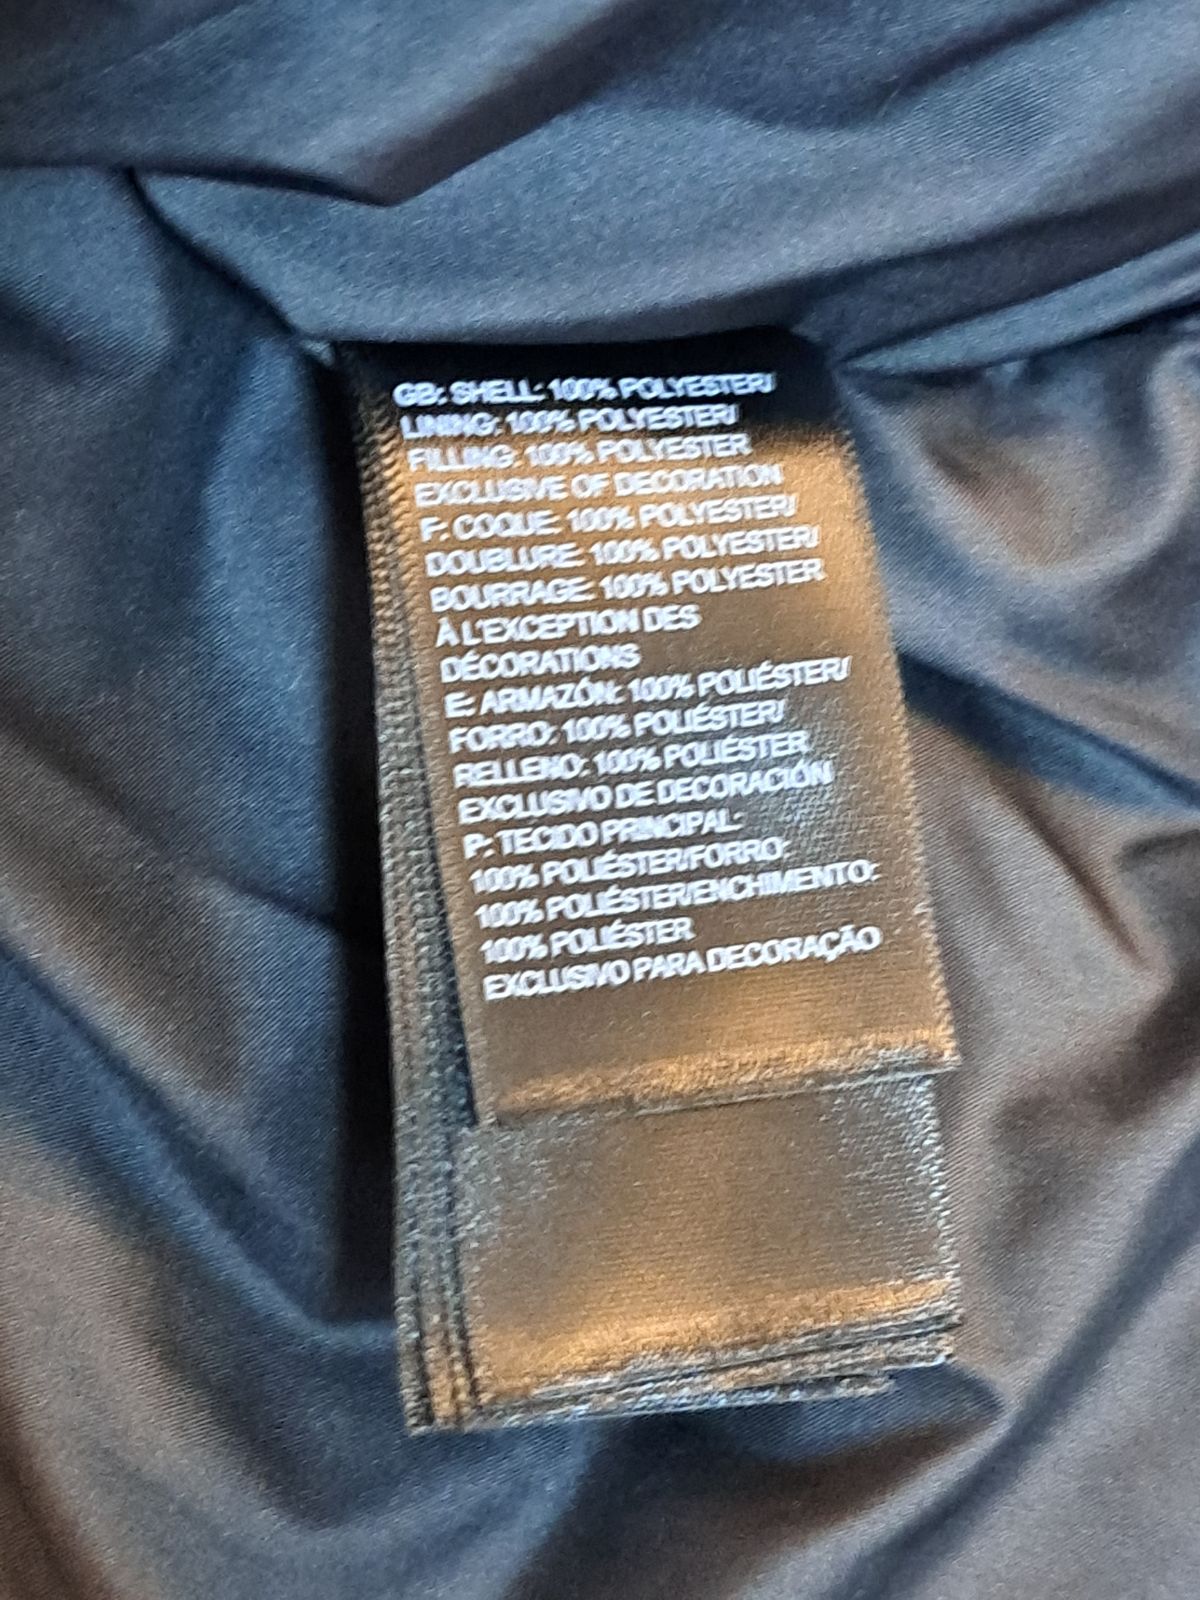 GB: SHELL: 100% POLYESTER/
LINING: 100% POLYESTER/
FILLING: 100% POLYESTER
EXCLUSIVE OF DECORATION
F: COQUE: 100% POLYESTER/
DOUBLURE: 100% POLYESTER/
BOURRAGE: 100% POLYESTER
À L'EXCEPTION DES
DÉCORATIONS
E: ARMAZÓN: 100% POLIÉSTER/
FORRO: 100% POLIÉSTER/
RELLENO: 100% POLIÉSTER
EXCLUSIVO DE DECORACIÓN
P: TECIDO PRINCIPAL:
100% POLIÉSTER/FORRO:
100% POLIÉSTER/ENCHIMENTO:
100% POLIÉSTER
EXCLUSIVO PARA DECORAÇÃO